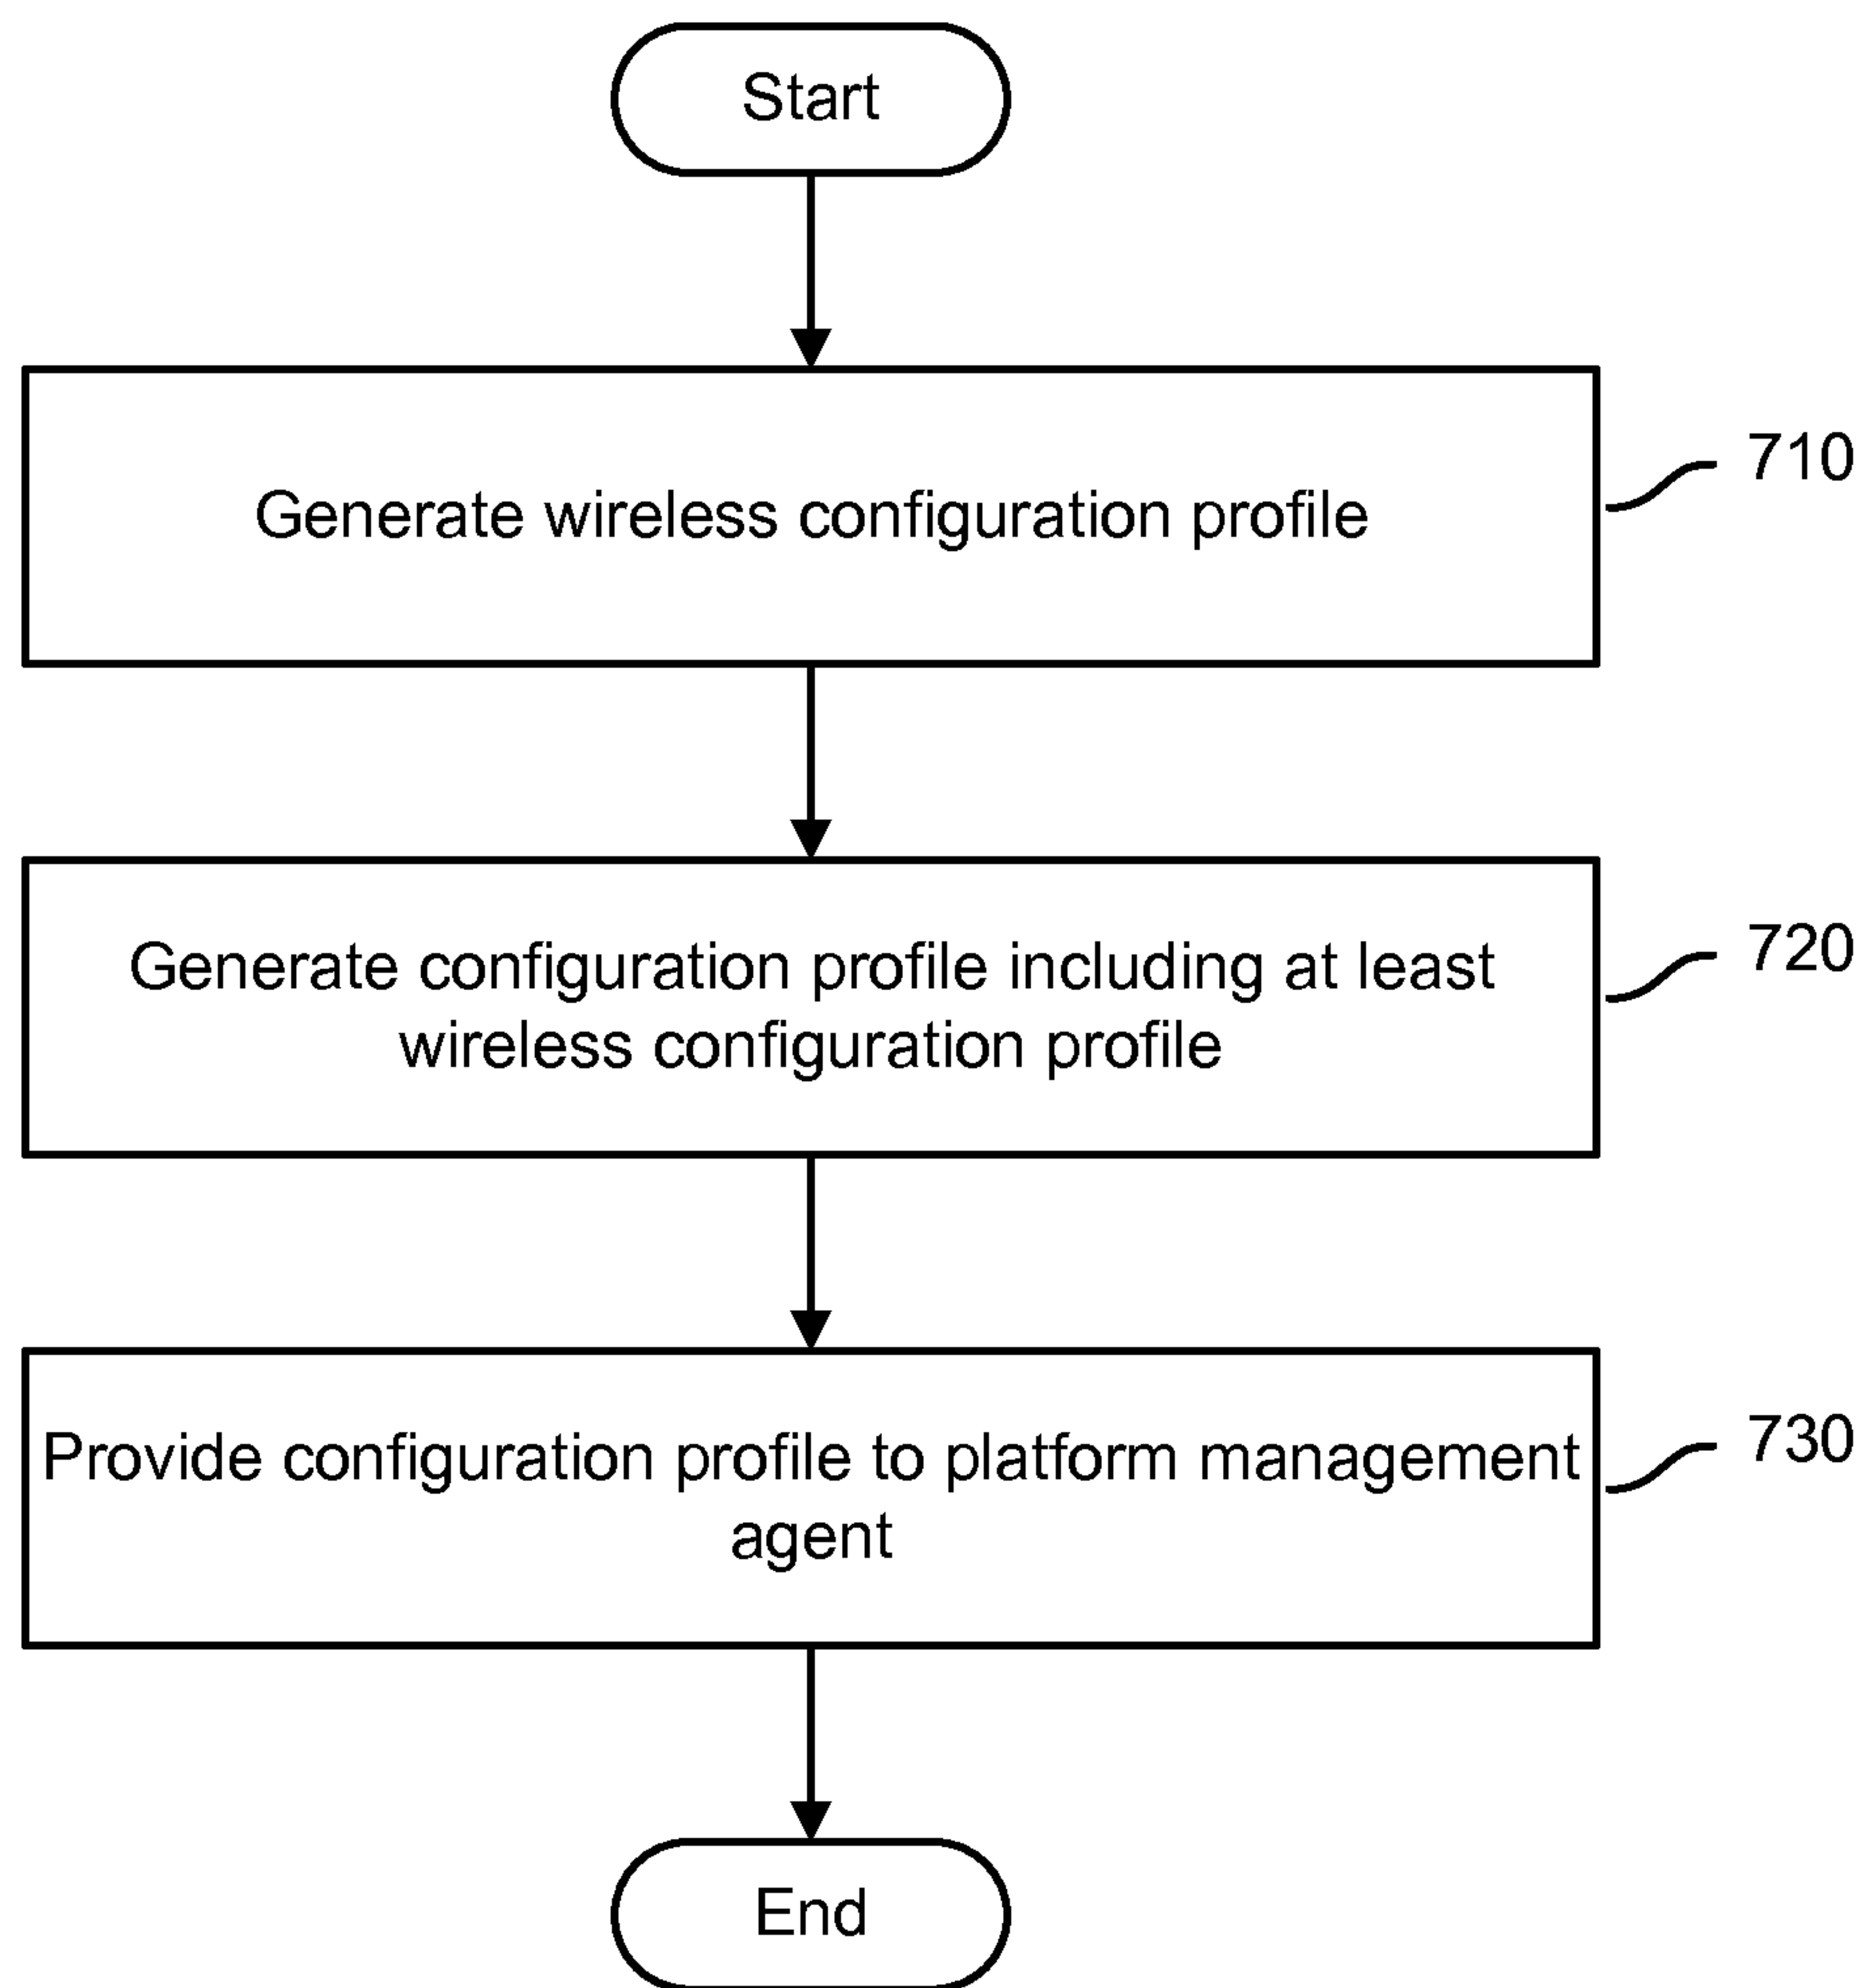 Start
Generate wireless configuration profile
710
Generate configuration profile including at least
wireless configuration profile
720
Provide configuration profile to platform management
agent
730
End